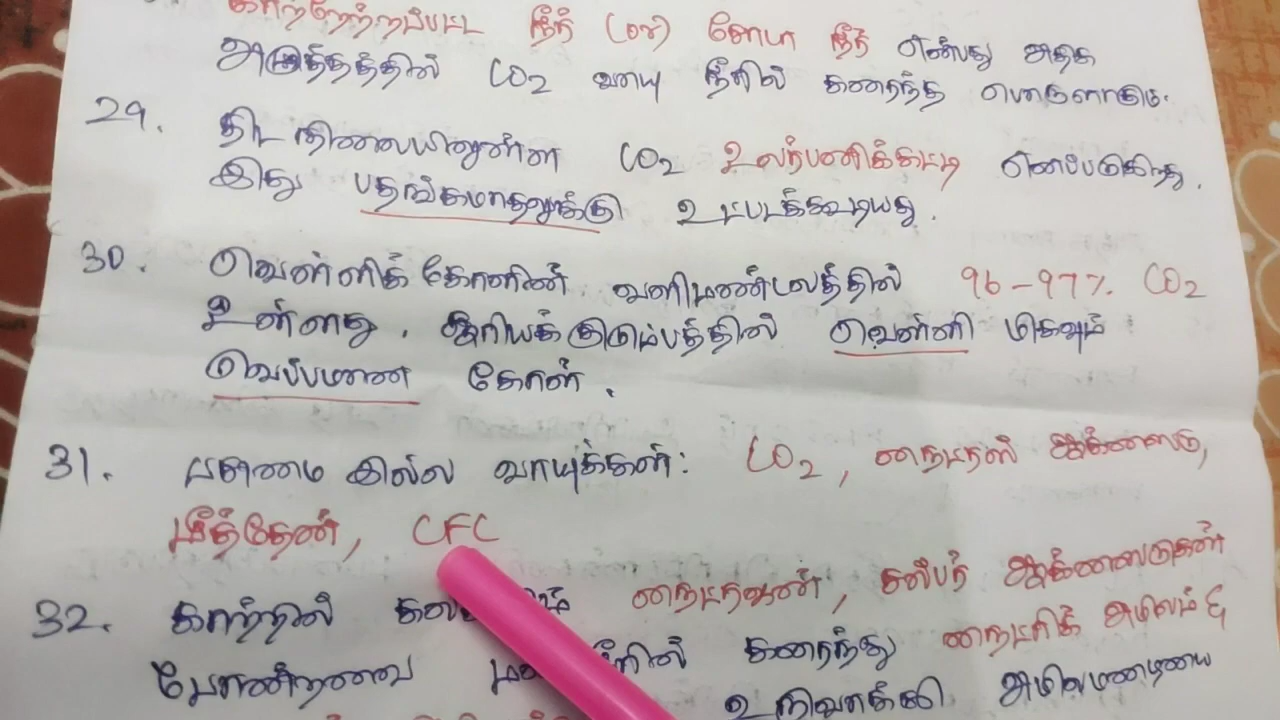 காற்றேற்றப்பட்ட நீர் (or) சோடா நீர் என்பது அதிக
அழுத்தத்தில் CO2 வாயு நீரில் கரைந்த பொருளாகும்.
29. திட நிலையிலுள்ள CO2 உலர்பனிக்கட்டி எனப்படுகிறது.
இது பதங்கமாதலுக்கு உட்படக்கூடியது.
30. வெள்ளிக் கோளின் வளிமண்டலத்தில் 96-97% CO2
உள்ளது. சூரியக் குடும்பத்தில் வெள்ளி மிகவும்
வெப்பமான கோள்.
31. பசுமை இல்ல வாயுக்கள்: CO2, நைட்ரஸ் ஆக்ஸைடு,
மீத்தேன், CFC
32. காற்றில் நைட்ரஜன், சல்பர் ஆக்ஸைடுகள்
போன்றவை கரைந்து நைட்ரிக் அமிலம் &
உருவாக்கி அமிலமழையை